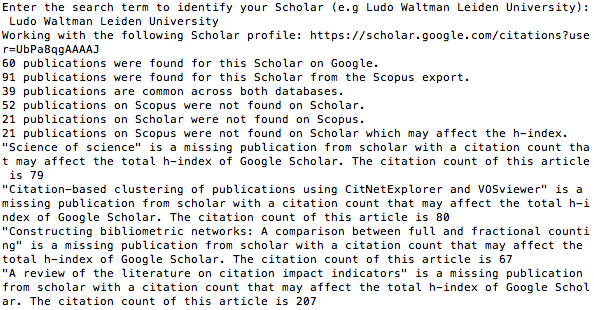 Enter the search term to identify your Scholar (e.g Ludo Waltman Leiden University):
 Ludo Waltman Leiden University
Working with the following Scholar profile: https://scholar.google.com/citations?use
r=UbPa8qgAAAAJ
60 publications were found for this Scholar on Google.
91 publications were found for this Scholar from the Scopus export.
39 publications are common across both databases.
52 publications on Scopus were not found on Scholar.
21 publications on Scholar were not found on Scopus.
21 publications on Scopus were not found on Scholar which may affect the h-index.
"Science of science" is a missing publication from scholar with a citation count tha
t may affect the total h-index of Google Scholar. The citation count of this article
 is 79
"Citation-based clustering of publications using CitNetExplorer and VOSviewer" is a
missing publication from scholar with a citation count that may affect the total h-i
ndex of Google Scholar. The citation count of this article is 80
"Constructing bibliometric networks: A comparison between full and fractional counti
ng" is a missing publication from scholar with a citation count that may affect the
total h-index of Google Scholar. The citation count of this article is 67
"A review of the literature on citation impact indicators" is a missing publication
from scholar with a citation count that may affect the total h-index of Google Schol
ar. The citation count of this article is 207